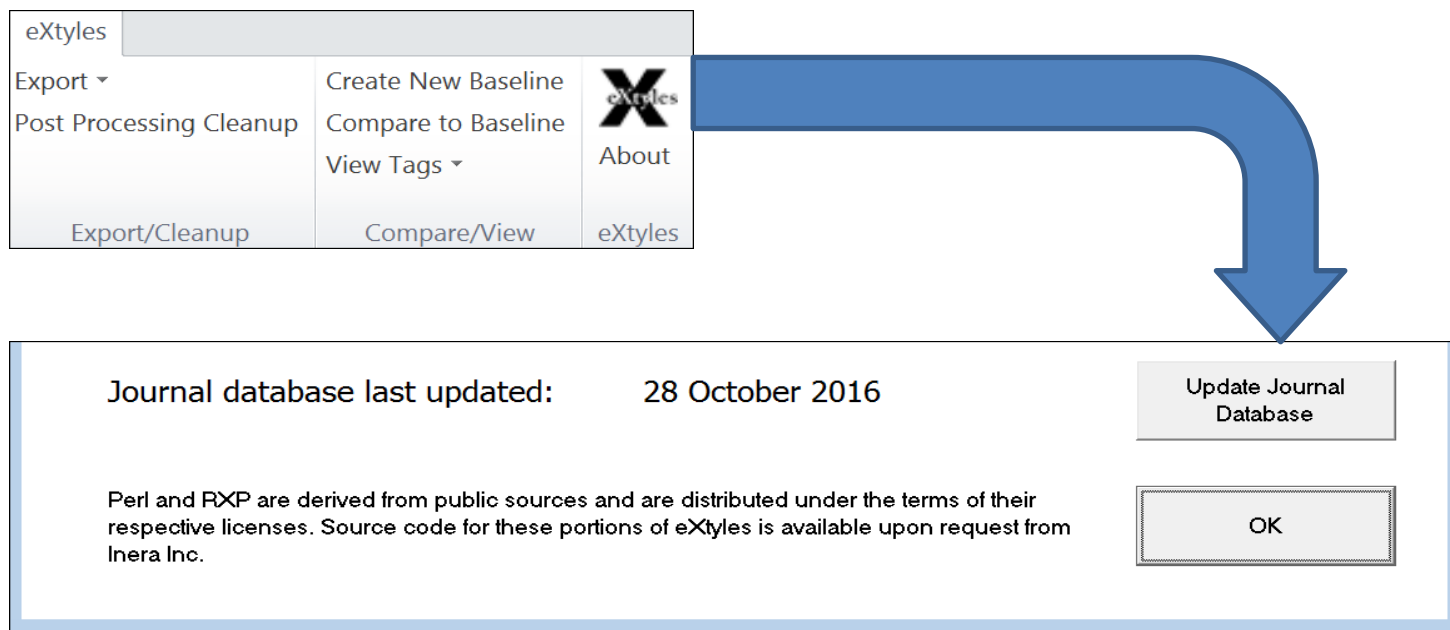 eXtyles
Export
Create New Baseline
eXtyles
Post Processing Cleanup
Compare to Baseline
About
View Tags
Export/Cleanup
Compare/View
eXtyles
Journal database last updated: 28 October 2016
Update Journal
Database
Perl and RXP are derived from public sources and are distributed under the terms of their
respective licenses. Source code for these portions of eXtyles is available upon request from
Inera Inc.
OK